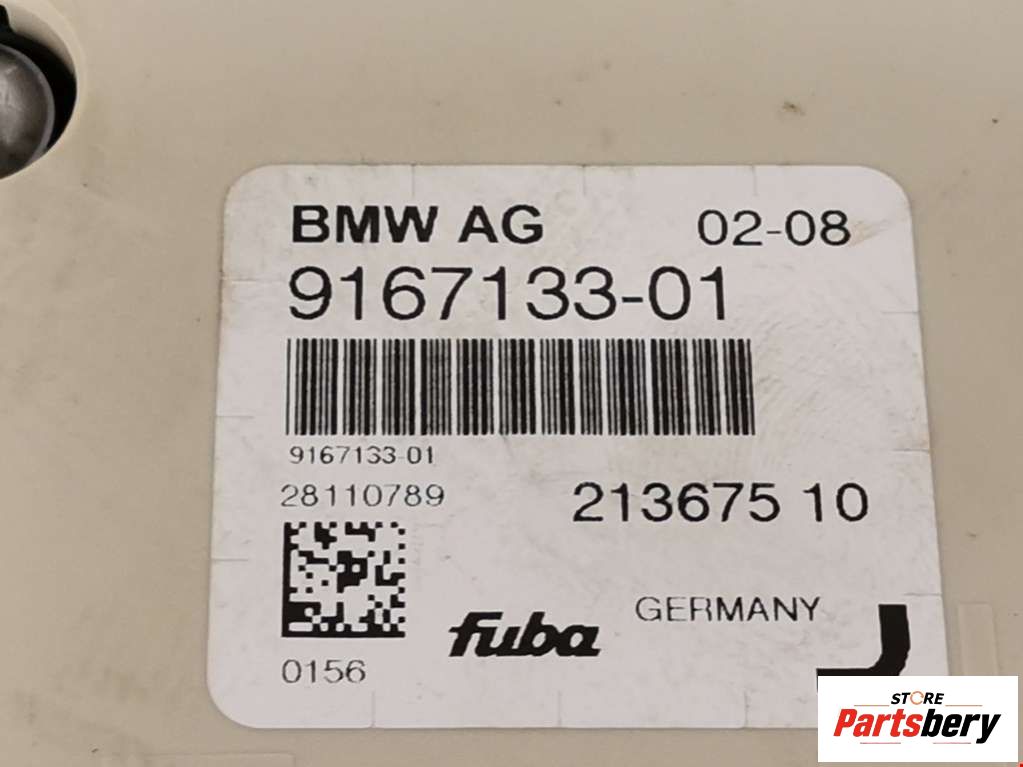 BMW AG 02-08
9167133-01
9167133-01
28110789 213675 10
fuba GERMANY J
0156
STORE
Partsbery